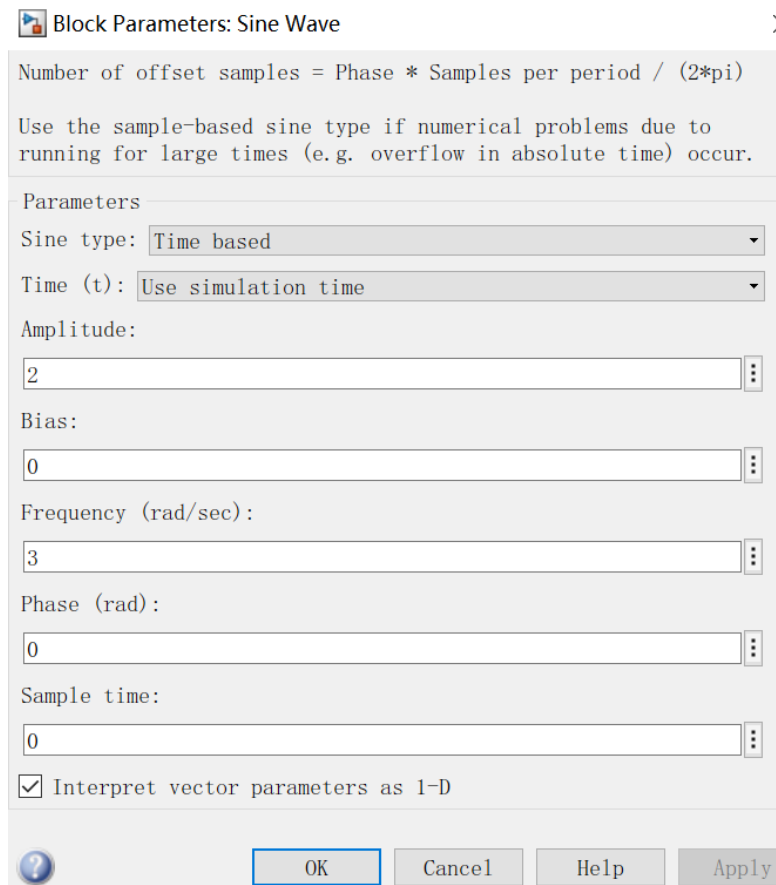 Block Parameters: Sine Wave
Number of offset samples = Phase * Samples per period / (2*pi)
Use the sample-based sine type if numerical problems due to
running for large times (e.g. overflow in absolute time) occur.
Parameters
Sine type: Time based
Time (t): Use simulation time
Amplitude:
2
Bias:
0
Frequency (rad/sec):
3
Phase (rad):
0
Sample time:
0
Interpret vector parameters as 1-D
? OK Cancel Help Apply